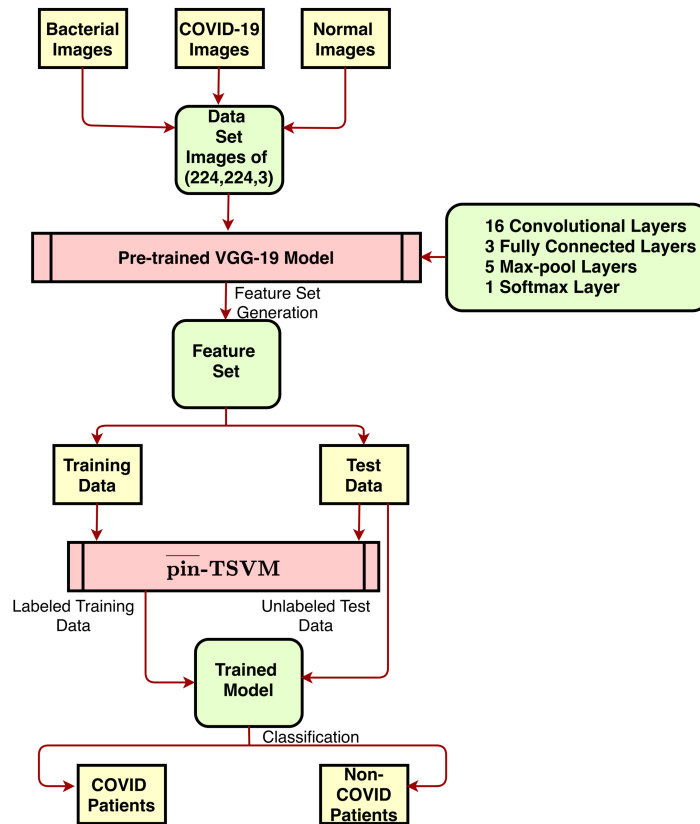 Bacterial
Images
COVID-19
Images
Normal
Images
Data
Set
Images of
(224,224,3)
Pre-trained VGG-19 Model
16 Convolutional Layers
3 Fully Connected Layers
5 Max-pool Layers
1 Softmax Layer
Feature Set
Generation
Feature
Set
Training
Data
Test
Data
p̅i̅n̅-TSVM
Labeled Training
Data
Unlabeled Test
Data
Trained
Model
Classification
COVID
Patients
Non-
COVID
Patients